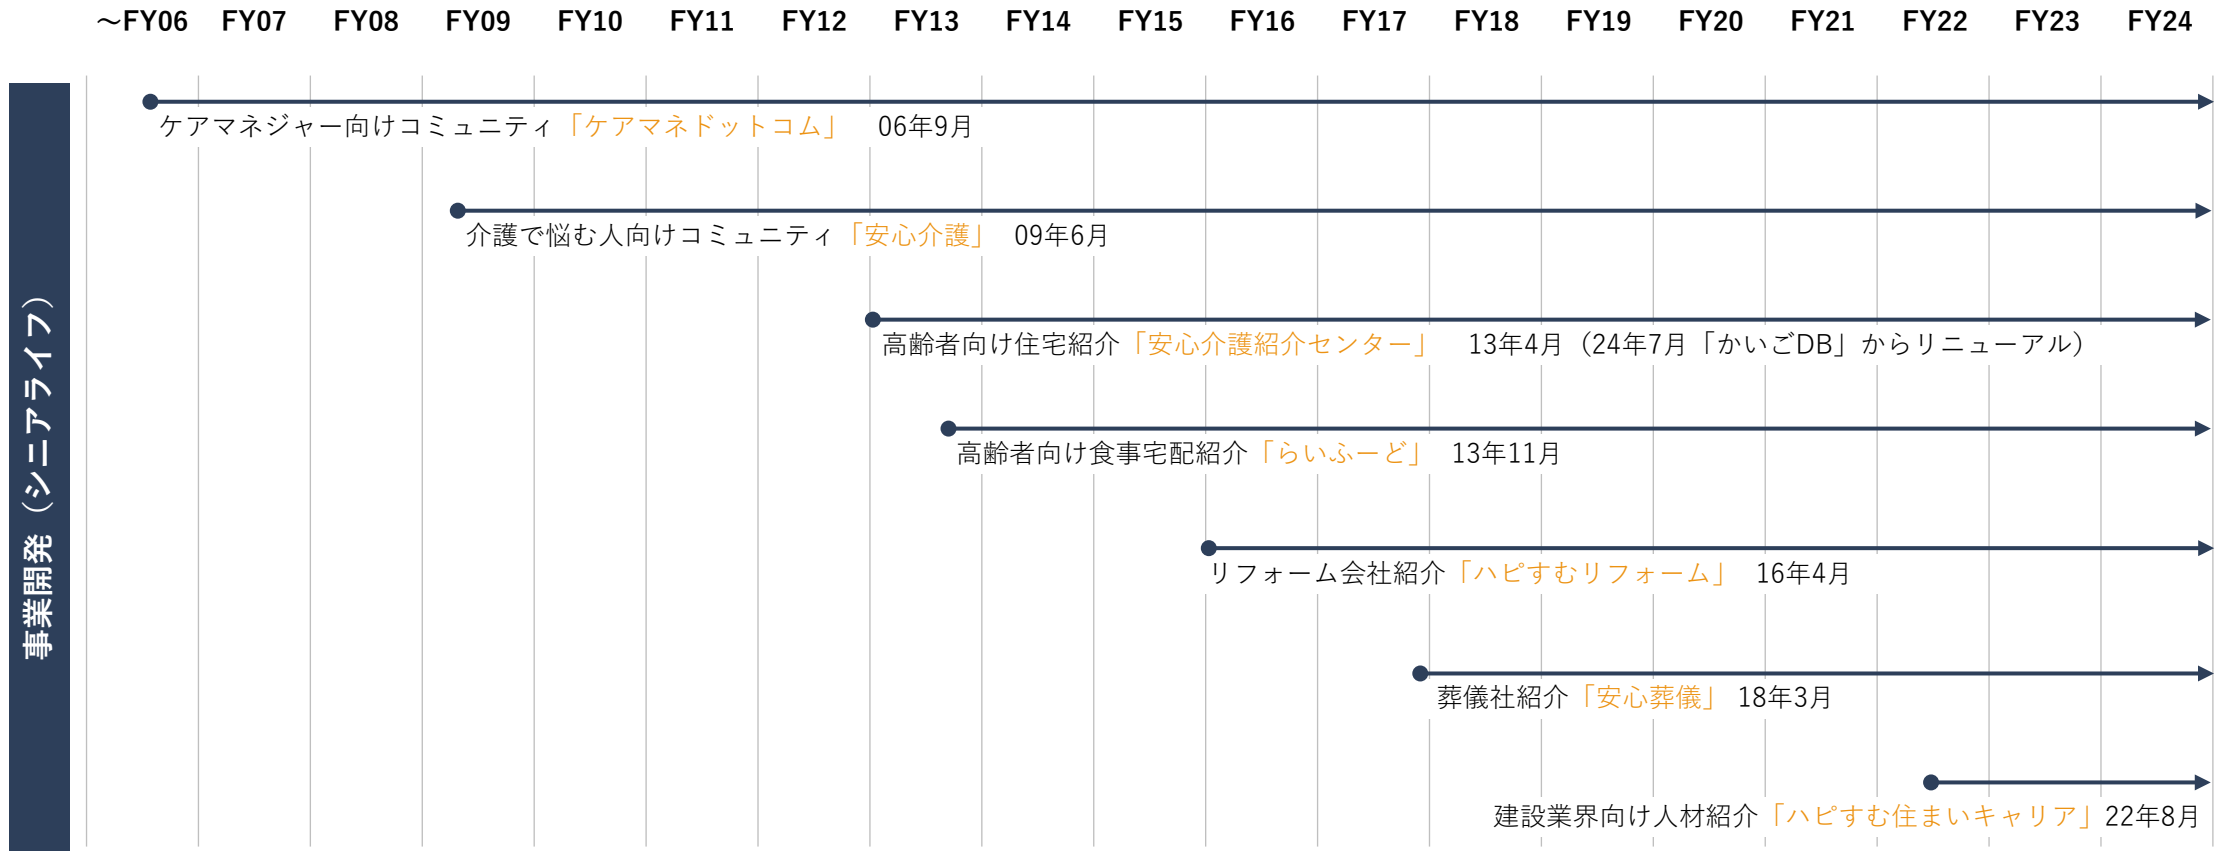 ～FY06 FY07 FY08 FY09 FY10 FY11 FY12 FY13 FY14 FY15 FY16 FY17 FY18 FY19 FY20 FY21 FY22 FY23 FY24
事業開発（シニアライフ）
ケアマネジャー向けコミュニティ「ケアマネドットコム」 06年9月
介護で悩む人向けコミュニティ「安心介護」 09年6月
高齢者向け住宅紹介「安心介護紹介センター」 13年4月（24年7月「かいごDB」からリニューアル）
高齢者向け食事宅配紹介「らいふーど」 13年11月
リフォーム会社紹介「ハピすむリフォーム」 16年4月
葬儀社紹介「安心葬儀」 18年3月
建設業界向け人材紹介「ハピすむ住まいキャリア」22年8月